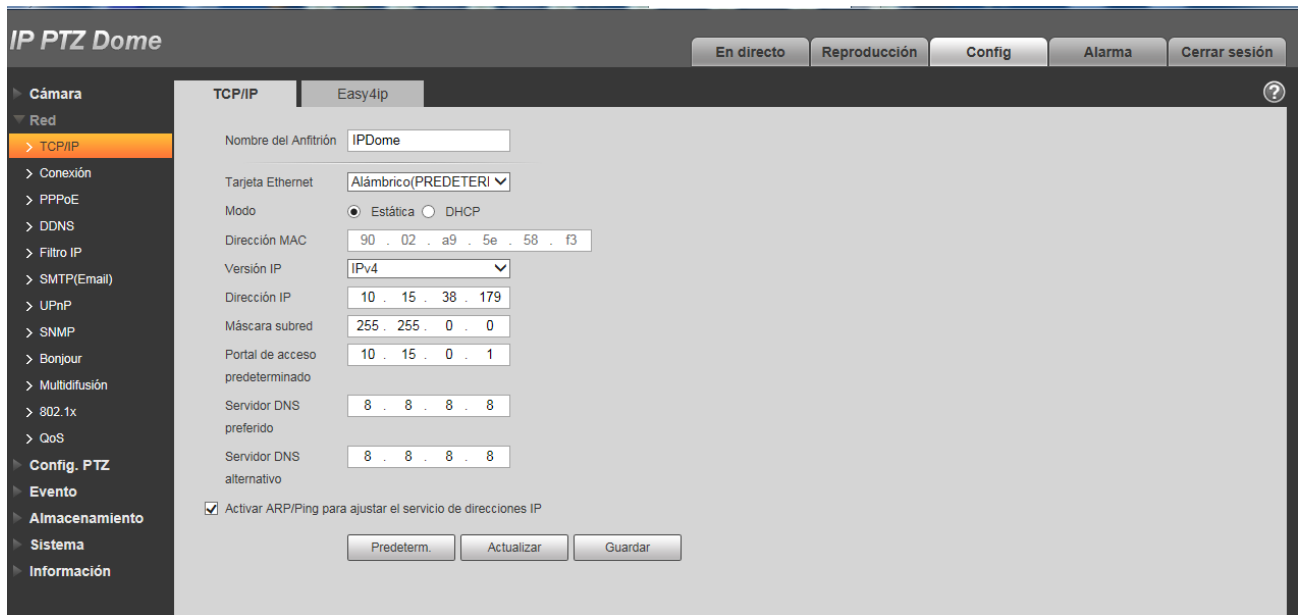 IP PTZ Dome
En directo
Reproducción
Config
Alarma
Cerrar sesión
Cámara
Red
TCP/IP
Conexión
PPPoE
DDNS
Filtro IP
SMTP(Email)
UPnP
SNMP
Bonjour
Multidifusión
802.1x
QoS
Config. PTZ
Evento
Almacenamiento
Sistema
Información
TCP/IP
Easy4ip
Nombre del Anfitrión IPDome
Tarjeta Ethernet Alámbrico(PREDETERI
Modo Estática DHCP
Dirección MAC 90 . 02 . a9 . 5e . 58 . f3
Versión IP IPv4
Dirección IP 10 . 15 . 38 . 179
Máscara subred 255 . 255 . 0 . 0
Portal de acceso 10 . 15 . 0 . 1
predeterminado
Servidor DNS 8 . 8 . 8 . 8
preferido
Servidor DNS 8 . 8 . 8 . 8
alternativo
Activar ARP/Ping para ajustar el servicio de direcciones IP
Predeterm.
Actualizar
Guardar